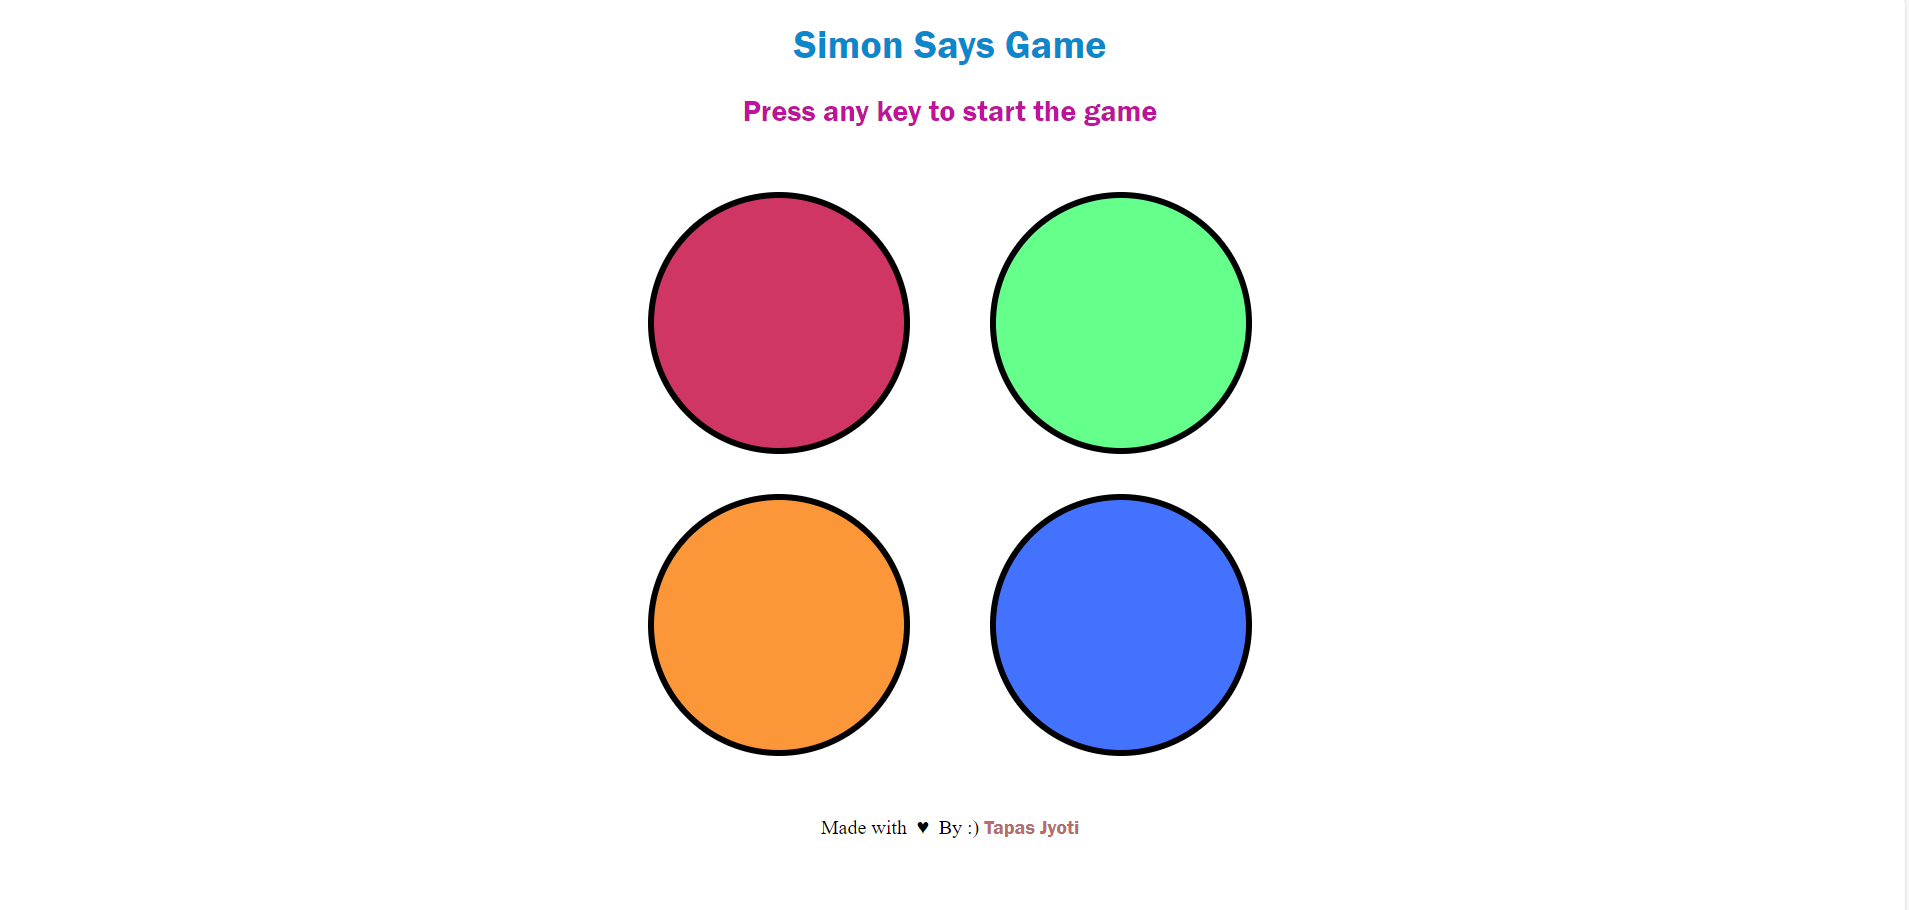 Simon Says Game
Press any key to start the game
Made with ♥ By :) Tapas Jyoti